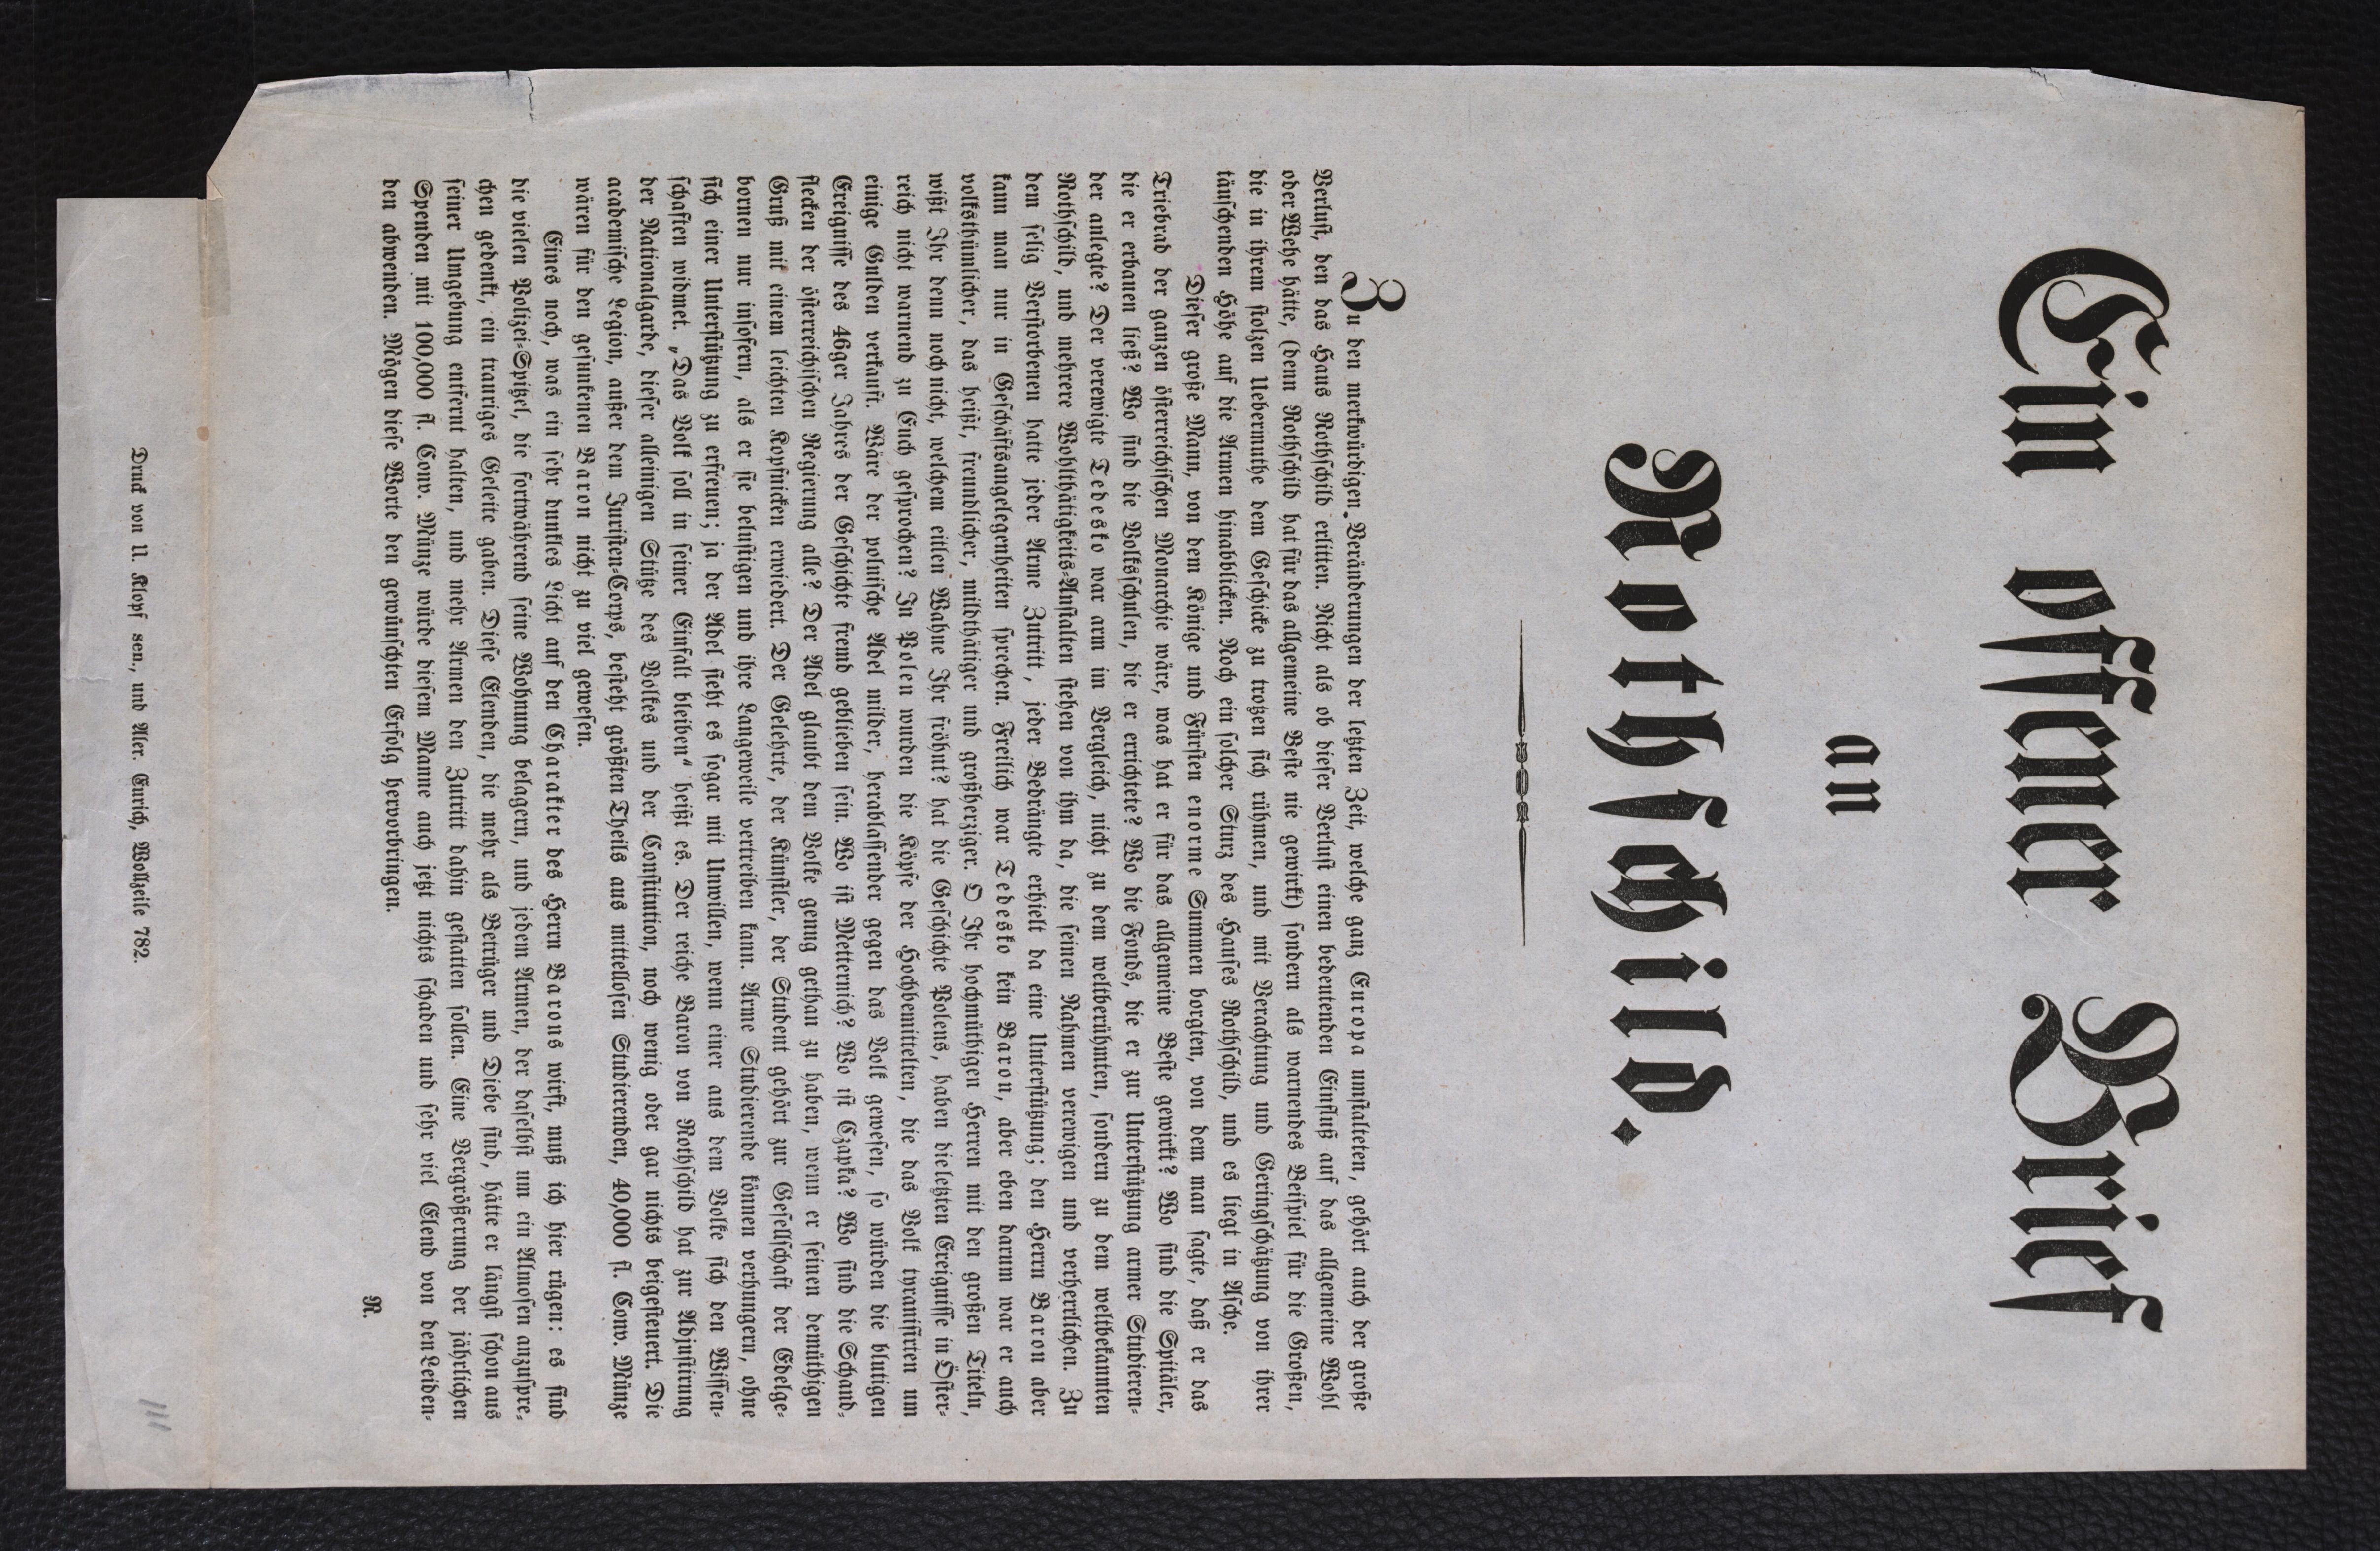 Ein offener Brief
an
Rothschild.
Zu den merkwürdigen Veränderungen der letzten Zeit, welche ganz Europa umstalteten, gehört auch der große
Verlust, den das Haus Rothschild erlitten. Nicht als ob dieser Verlust einen bedeutenden Einfluß auf das allgemeine Wohl
oder Wehe hätte, (denn Rothschild hat für das allgemeine Beste nie gewirkt) sondern als warnendes Beispiel für die Großen,
die in ihrem stolzen Uebermuthe dem Geschicke zu trotzen sich rühmen, und mit Verachtung und Geringschätzung von ihrer
täuschenden Höhe auf die Armen hinabblicken. Noch ein solcher Sturz des Hauses Rothschild, und es liegt in Asche.
Dieser große Mann, von dem Könige und Fürsten enorme Summen borgten, von dem man sagte, daß er das
Triebrad der ganzen österreichischen Monarchie wäre, was hat er für das allgemeine Beste gewirkt? Wo sind die Spitäler,
die er erbauen ließ? Wo sind die Volksschulen, die er errichtete? Wo die Fonds, die er zur Unterstützung armer Studieren-
der anlegte? Der verewigte Tedesko war arm im Vergleich, nicht zu dem weltberühmten, sondern zu dem weltbekannten
Rothschild, und mehrere Wohlthätigkeits-Anstalten stehen von ihm da, die seinen Nahmen verewigen und verherrlichen. Zu
dem selig Verstorbenen hatte jeder Arme Zutritt, jeder Bedrängte erhielt da eine Unterstützung; den Herrn Baron aber
kann man nur in Geschäftsangelegenheiten sprechen. Freilich war Tedesko kein Baron, aber eben darum war er auch
volksthümlicher, das heißt, freundlicher, mildthätiger und großherziger. O Ihr hochmüthigen Herren mit den großen Titeln,
wißt Ihr denn noch nicht, welchem eitlen Wahne Ihr fröhnt? hat die Geschichte Polens, haben die letzten Ereignisse in Öster-
reich nicht warnend zu Euch gesprochen? In Polen wurden die Köpfe der Hochbemittelten, die das Volk tyranisirten um
einige Gulden verkauft. Wäre der polnische Adel milder, herablassender gegen das Volk gewesen, so würden die blutigen
Ereignisse des 46ger Jahres der Geschichte fremd geblieben sein. Wo ist Metternich? Wo ist Czapka? Wo sind die Schand-
flecken der österreichischen Regierung alle? Der Adel glaubt dem Volke genug gethan zu haben, wenn er seinen demüthigen
Gruß mit einem leichten Kopfnicken erwiedert. Der Gelehrte, der Künstler, der Student gehört zur Gesellschaft der Edelge-
bornen nur insofern, als er sie belustigen und ihre Langeweile vertreiben kann. Arme Studierende können verhungern, ohne
sich einer Unterstützung zu erfreuen; ja der Adel sieht es sogar mit Unwillen, wenn einer aus dem Volke sich den Wissen-
schaften widmet. „Das Volk soll in seiner Einfalt bleiben“ heißt es. Der reiche Baron von Rothschild hat zur Adjustirung
der Nationalgarde, dieser alleinigen Stütze des Volkes und der Constitution, noch wenig oder gar nichts beigesteuert. Die
academische Legion, außer dem Juristen-Corps, besteht größten Theils aus mittellosen Studierenden, 40,000 fl. Conv. Münze
wären für den gesunkenen Baron nicht zu viel gewesen.
Eines noch, was ein sehr dunkles Licht auf den Charakter des Herrn Barons wirft, muß ich hier rügen: es sind
die vielen Polizei-Spitzel, die fortwährend seine Wohnung belagern, und jedem Armen, der daselbst um ein Almosen anzuspre-
chen gedenkt, ein trauriges Geleite gaben. Diese Elenden, die mehr als Betrüger und Diebe sind, hätte er längst schon aus
seiner Umgebung entfernt halten, und mehr Armen den Zutritt dahin gestatten sollen. Eine Vergrößerung der jährlichen
Spenden mit 100,000 fl. Conv. Münze würde diesem Manne auch jetzt nichts schaden und sehr viel Elend von den Leiden-
den abwenden. Mögen diese Worte den gewünschten Erfolg hervorbringen.
R.
Druck von U. Klopf sen., und Alex. Eurich, Wollzeile 782.
111